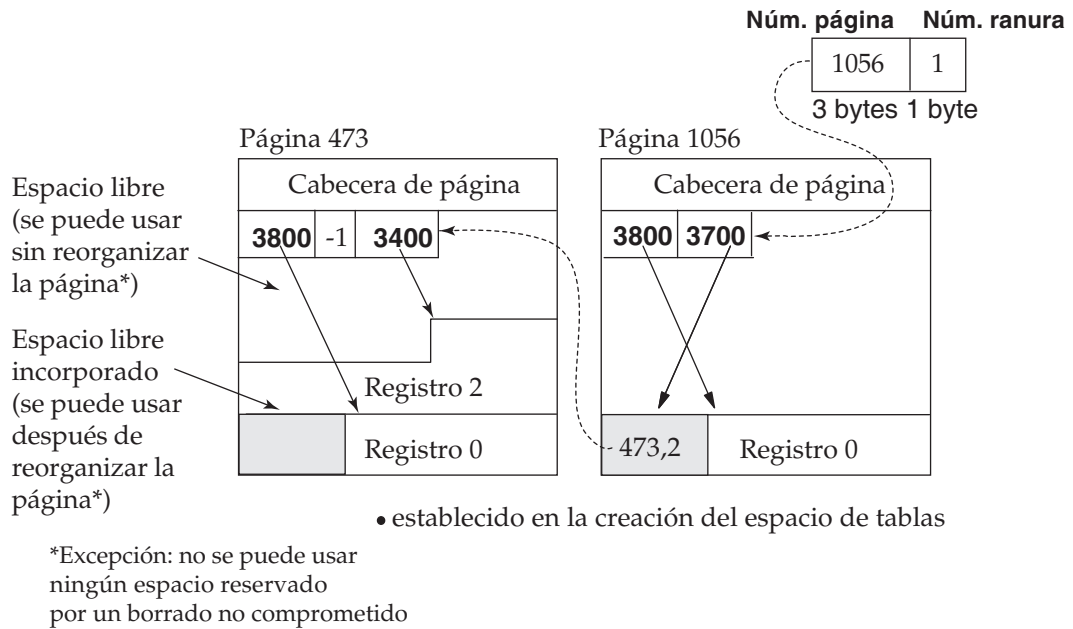 Núm. página Núm. ranura
1056 1
3 bytes 1 byte
Página 473
Página 1056
Cabecera de página
Cabecera de página
3800 -1 3400
3800 3700
Espacio libre
(se puede usar
sin reorganizar
la página*)
Espacio libre
incorporado
(se puede usar
después de
reorganizar la
página*)
Registro 2
Registro 0
473,2
Registro 0
• establecido en la creación del espacio de tablas
*Excepción: no se puede usar
ningún espacio reservado
por un borrado no comprometido